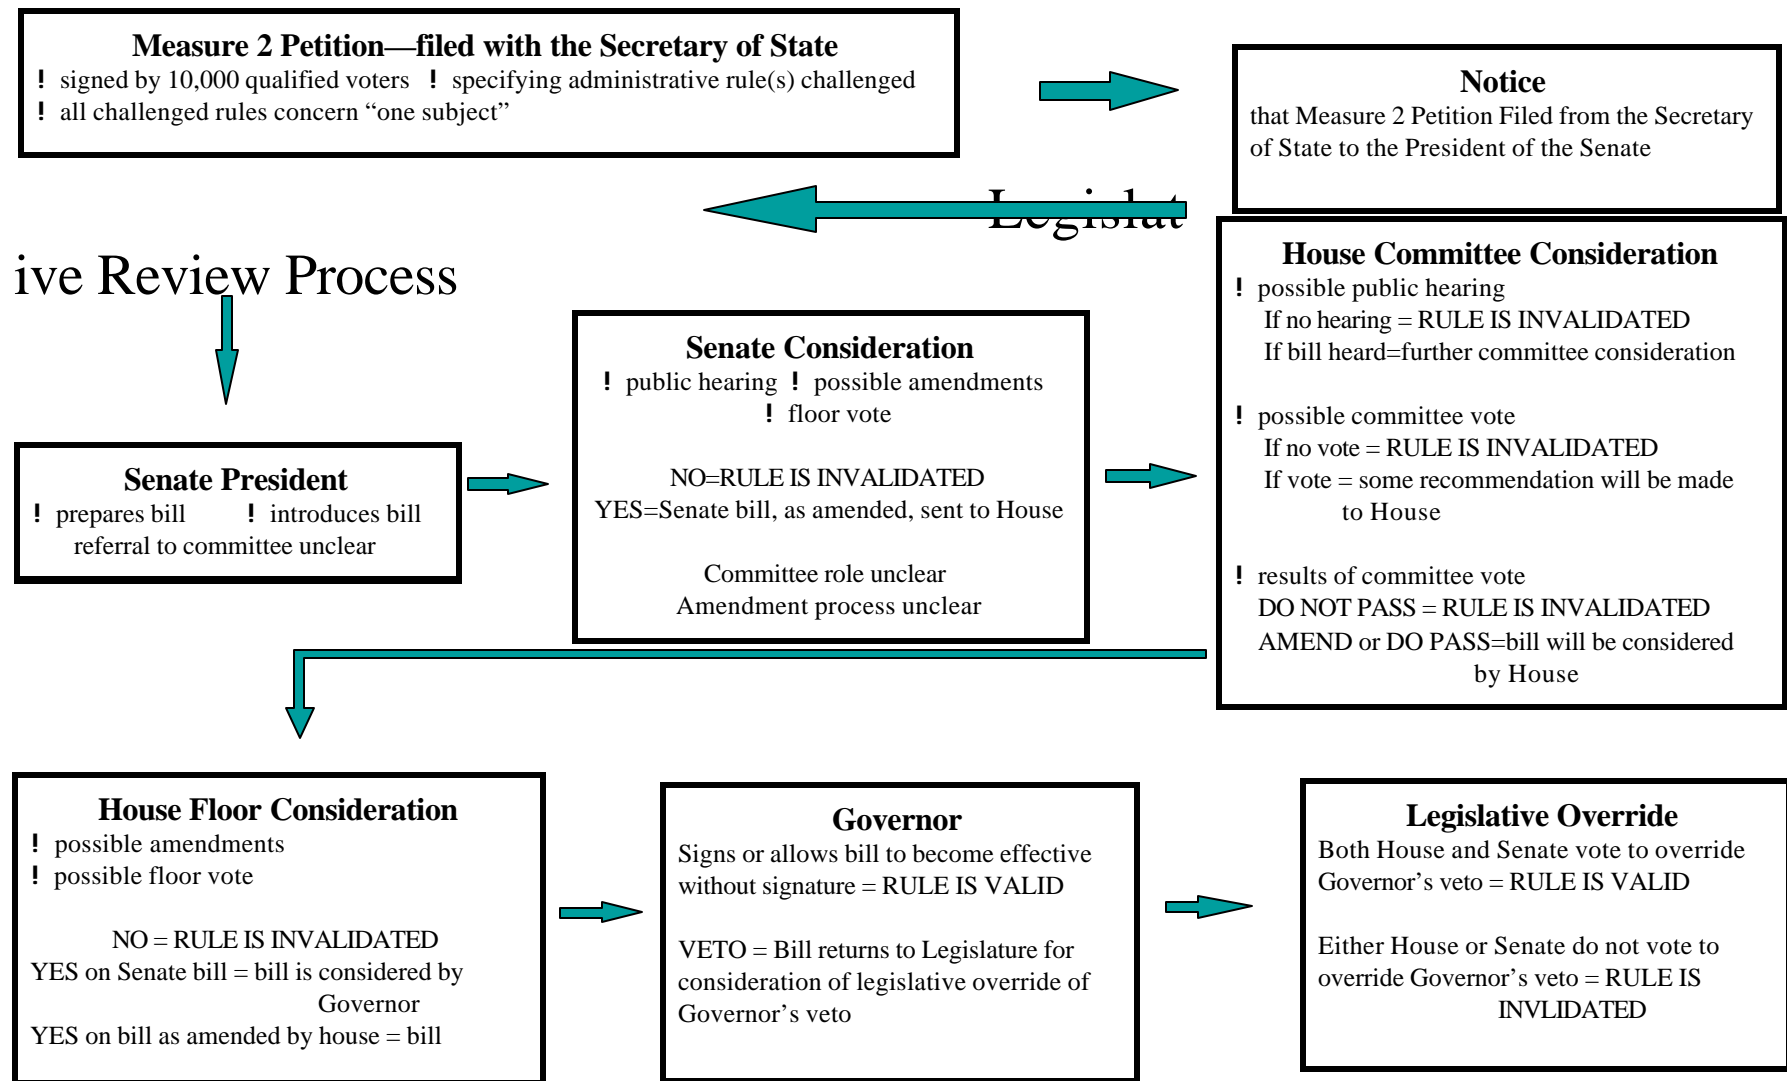 Measure 2 Petition—filed with the Secretary of State
! signed by 10,000 qualified voters ! specifying administrative rule(s) challenged
! all challenged rules concern “one subject”
Notice
that Measure 2 Petition Filed from the Secretary
of State to the President of the Senate
Legislat
ive Review Process
Senate President
! prepares bill ! introduces bill
referral to committee unclear
Senate Consideration
! public hearing ! possible amendments
! floor vote
NO=RULE IS INVALIDATED
YES=Senate bill, as amended, sent to House
Committee role unclear
Amendment process unclear
House Committee Consideration
! possible public hearing
If no hearing = RULE IS INVALIDATED
If bill heard=further committee consideration
! possible committee vote
If no vote = RULE IS INVALIDATED
If vote = some recommendation will be made
to House
! results of committee vote
DO NOT PASS = RULE IS INVALIDATED
AMEND or DO PASS=bill will be considered
by House
House Floor Consideration
! possible amendments
! possible floor vote
NO = RULE IS INVALIDATED
YES on Senate bill = bill is considered by
Governor
YES on bill as amended by house = bill
Governor
Signs or allows bill to become effective
without signature = RULE IS VALID
VETO = Bill returns to Legislature for
consideration of legislative override of
Governor’s veto
Legislative Override
Both House and Senate vote to override
Governor’s veto = RULE IS VALID
Either House or Senate do not vote to
override Governor’s veto = RULE IS
INVLIDATED